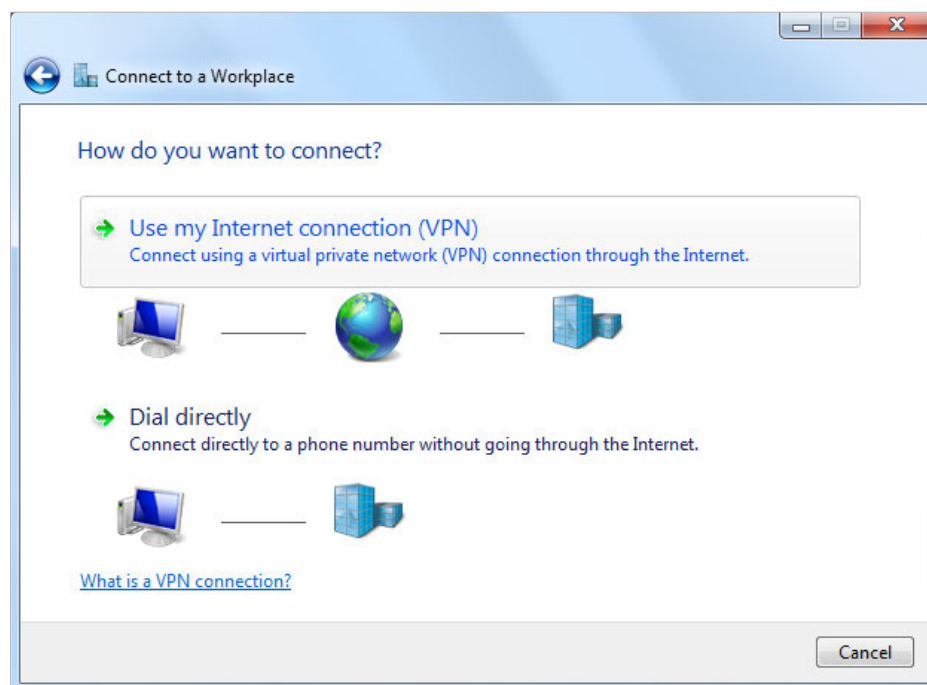 Connect to a Workplace
How do you want to connect?
Use my Internet connection (VPN)
Connect using a virtual private network (VPN) connection through the Internet.
Dial directly
Connect directly to a phone number without going through the Internet.
What is a VPN connection?
Cancel